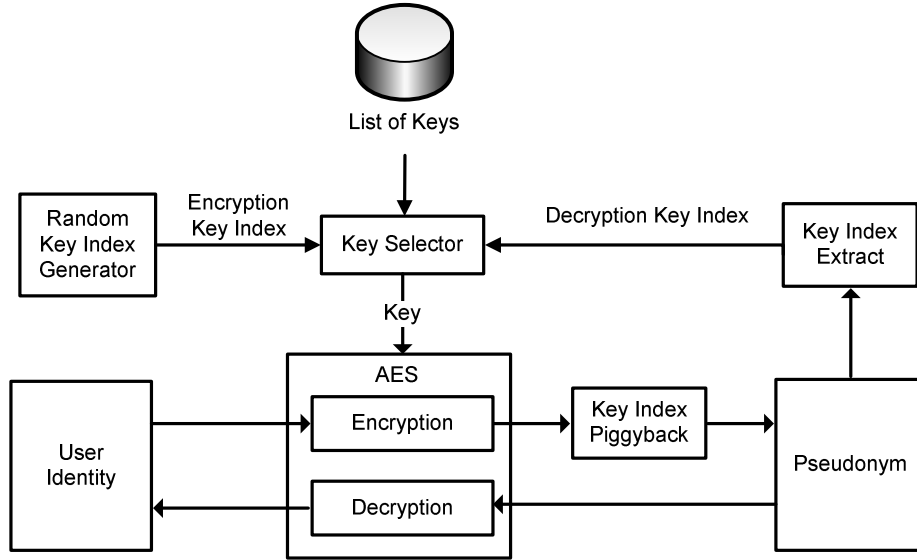 List of Keys
Random
Key Index
Generator
Encryption
Key Index
Key Selector
Decryption Key Index
Key Index
Extract
Key
AES
User
Identity
Encryption
Key Index
Piggyback
Pseudonym
Decryption